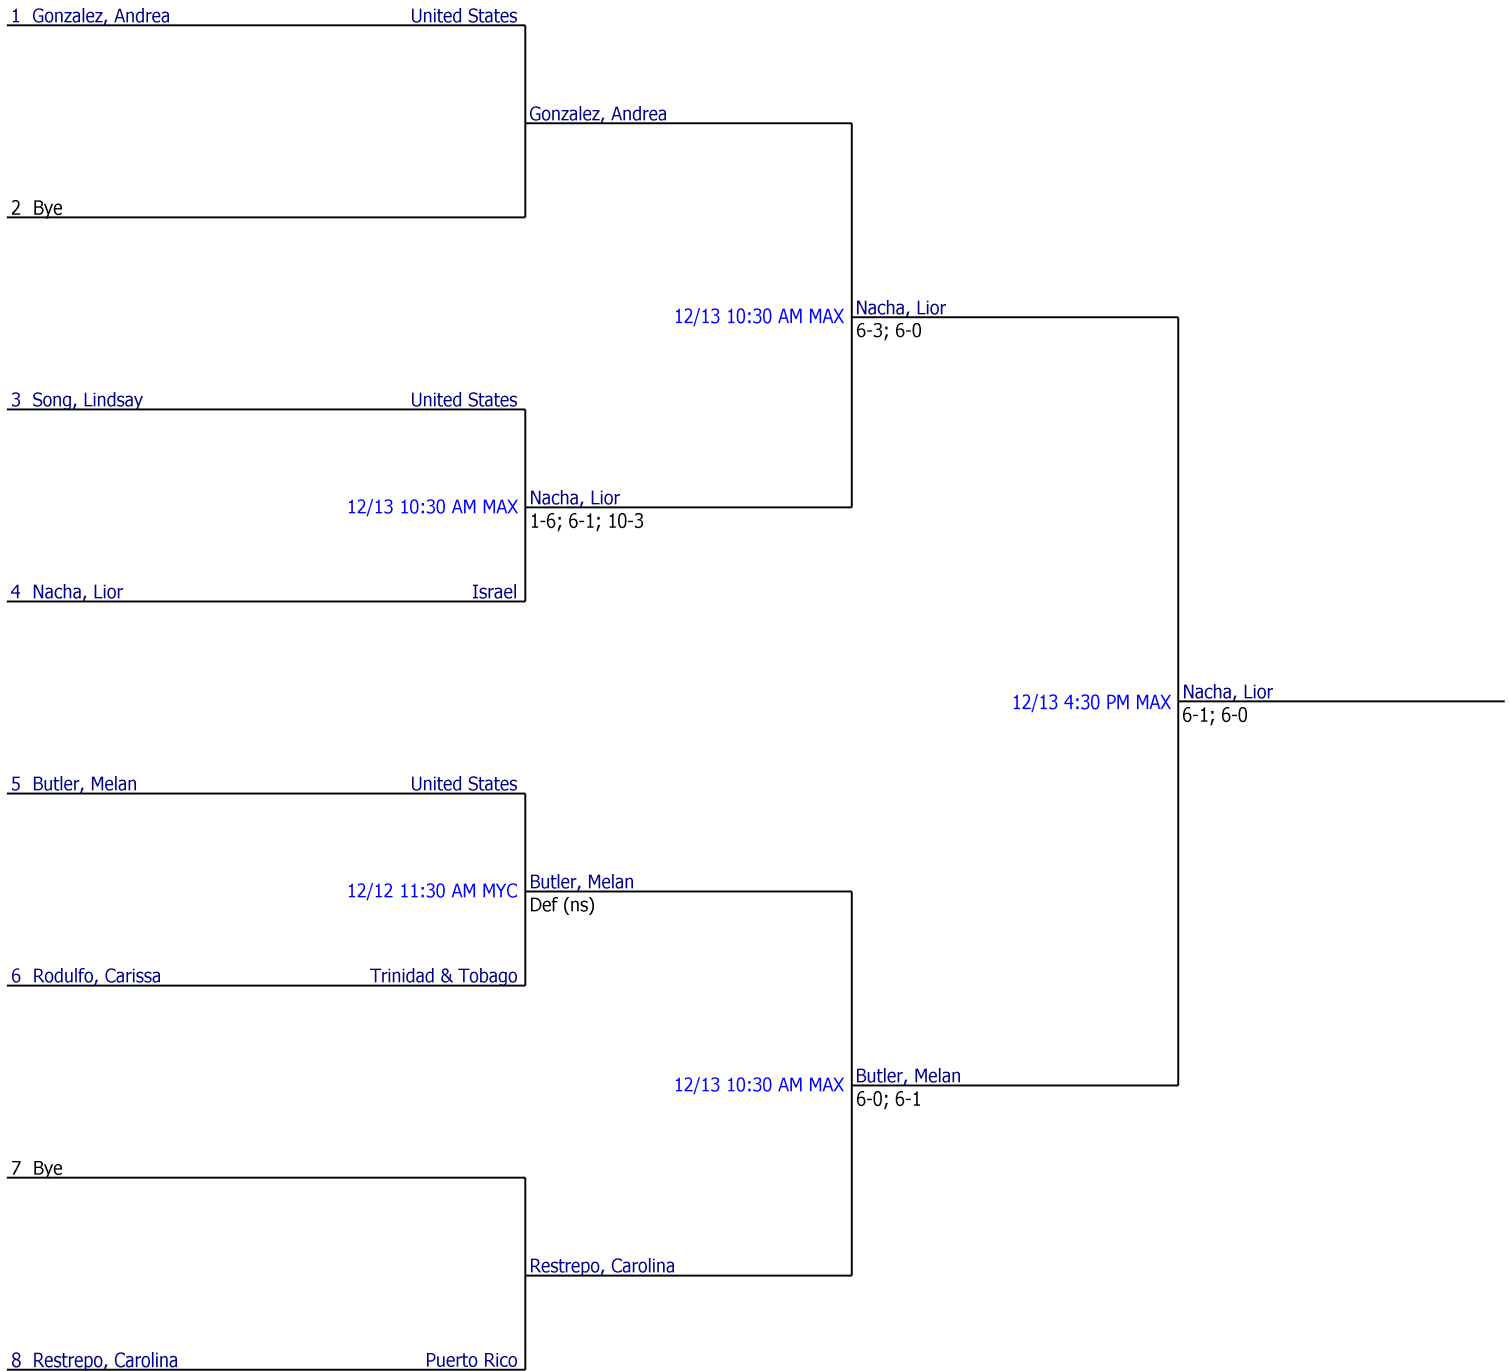 1 Gonzalez, Andrea United States
Gonzalez, Andrea
2 Bye
12/13 10:30 AM MAX Nacha, Lior
6-3; 6-0
3 Song, Lindsay United States
12/13 10:30 AM MAX Nacha, Lior
1-6; 6-1; 10-3
4 Nacha, Lior Israel
12/13 4:30 PM MAX Nacha, Lior
6-1; 6-0
5 Butler, Melan United States
12/12 11:30 AM MYC Butler, Melan
Def (ns)
6 Rodulfo, Carissa Trinidad & Tobago
12/13 10:30 AM MAX Butler, Melan
6-0; 6-1
7 Bye
Restrepo, Carolina
8 Restrepo, Carolina Puerto Rico